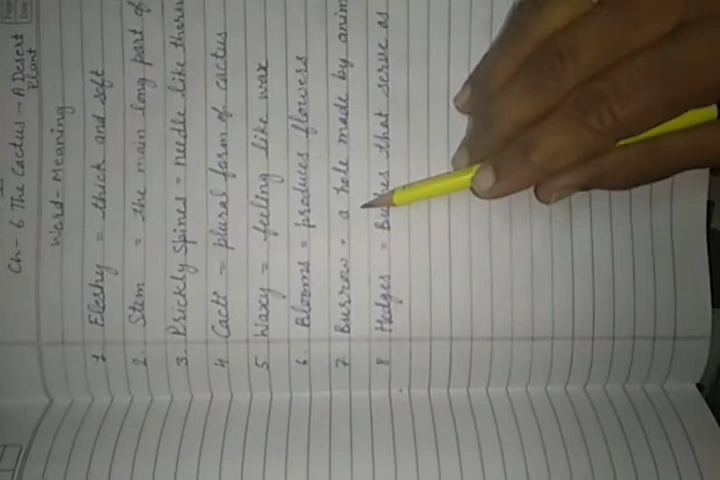 Page
Date
Ch - 6 The Cactus - A Desert
Plant
Word - Meaning
1. Fleshy = thick and soft
2. Stem = the main long part of
3. Prickly Spines = needle like
4 Cacti = plural form of cactus
5. Waxy = feeling like wax
6. Blooms = produces flowers
7 Burrow = a hole made by
8 Hedges = that serve as